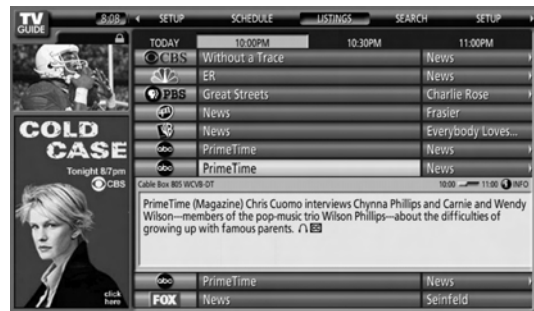 TV GUIDE
8:08
SETUP SCHEDULE LISTINGS SEARCH SETUP
TODAY 10:00PM 10:30PM 11:00PM
CBS Without a Trace News
ER News
PBS Great Streets Charlie Rose
News Frasier
News Everybody Loves...
abc PrimeTime News
abc PrimeTime News
Cable Box 805 WCVB-DT 10:00 11:00 INFO
PrimeTime (Magazine) Chris Cuomo interviews Chynna Phillips and Carnie and Wendy
Wilson—members of the pop-music trio Wilson Phillips—about the difficulties of
growing up with famous parents.
abc PrimeTime News
FOX News Seinfeld
COLD
CASE
Tonight 8/7pm
CBS
click
here